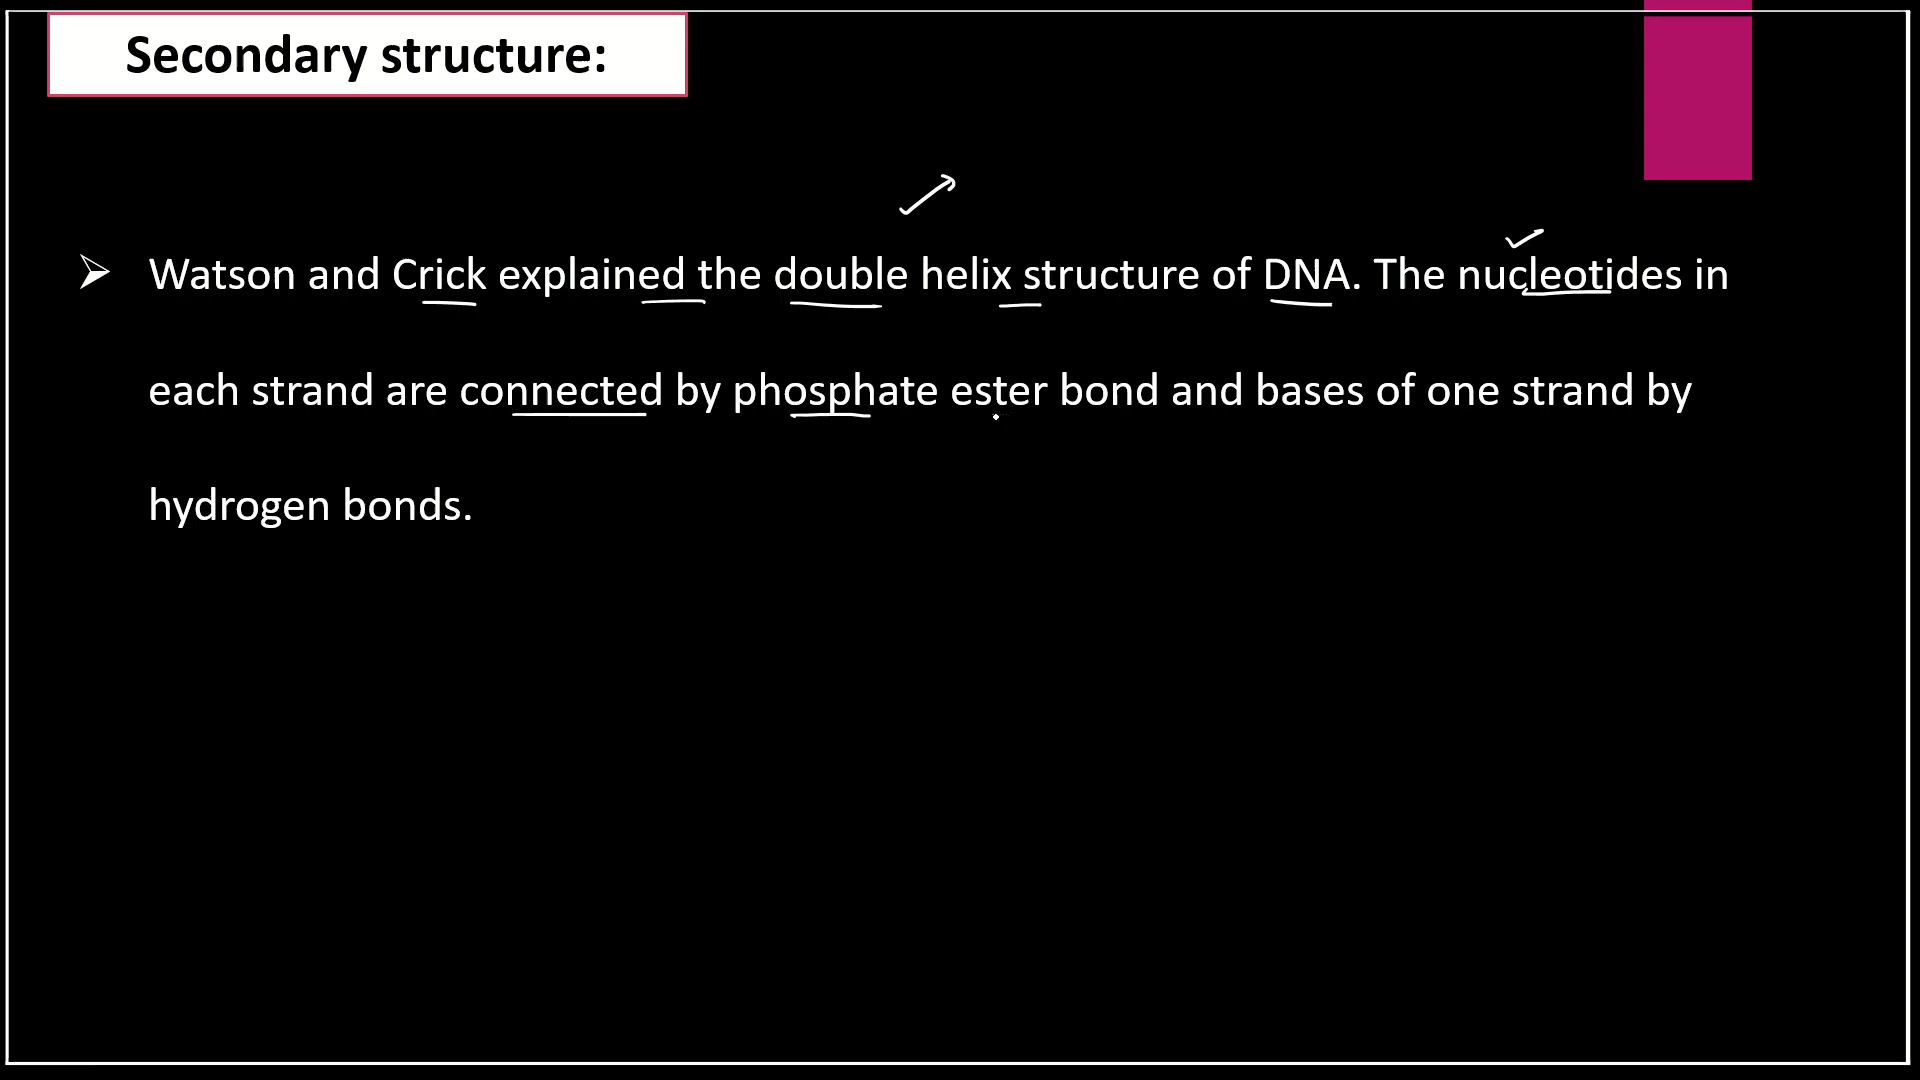 Secondary structure:
Watson and Crick explained the double helix structure of DNA. The nucleotides in
each strand are connected by phosphate ester bond and bases of one strand by
hydrogen bonds.